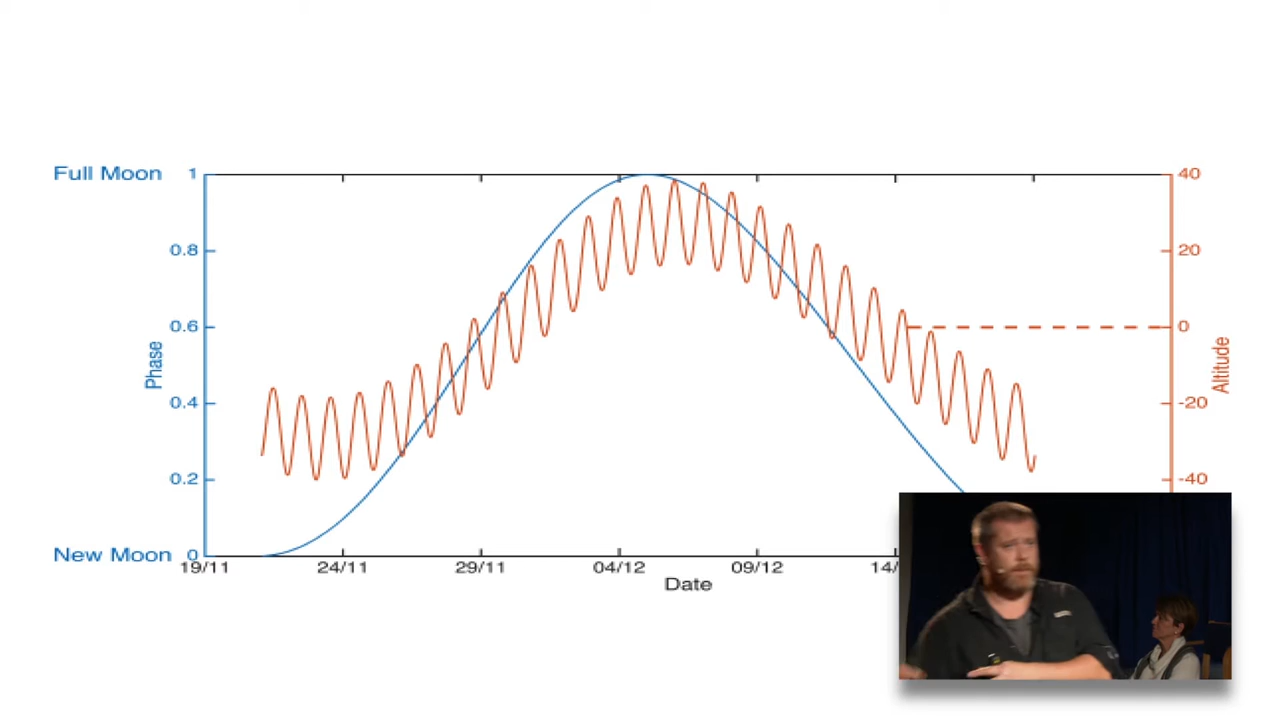 Full Moon 1 40
0.8 20
0.6 0
Phase
Altitude
0.4 -20
0.2 -40
New Moon 0
19/11 24/11 29/11 04/12 09/12 14/
Date